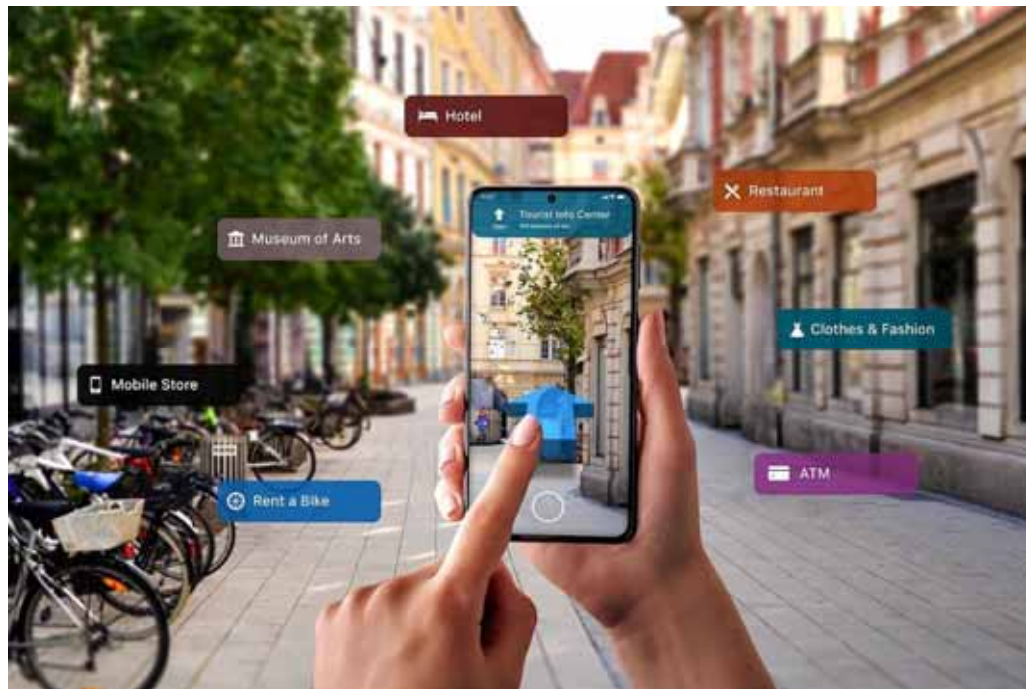 Hotel
Restaurant
Tourist Info Center
Museum of Arts
Clothes & Fashion
Mobile Store
ATM
Rent a Bike